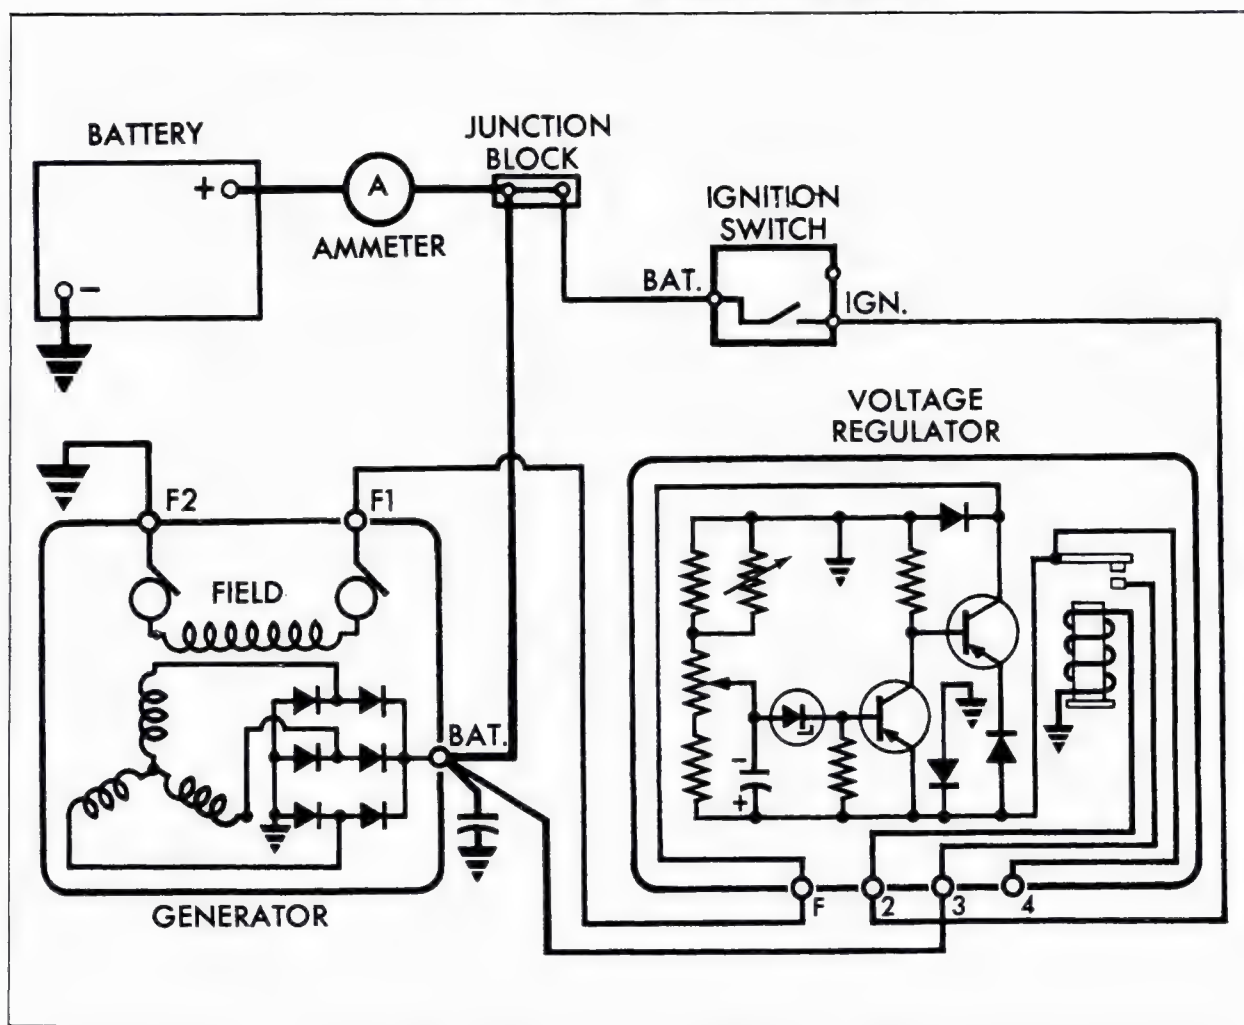 BATTERY
+
-
A
AMMETER
JUNCTION
BLOCK
IGNITION
SWITCH
BAT.
IGN.
VOLTAGE
REGULATOR
F2
F1
FIELD
BAT.
-
+
GENERATOR
F
2
3
4